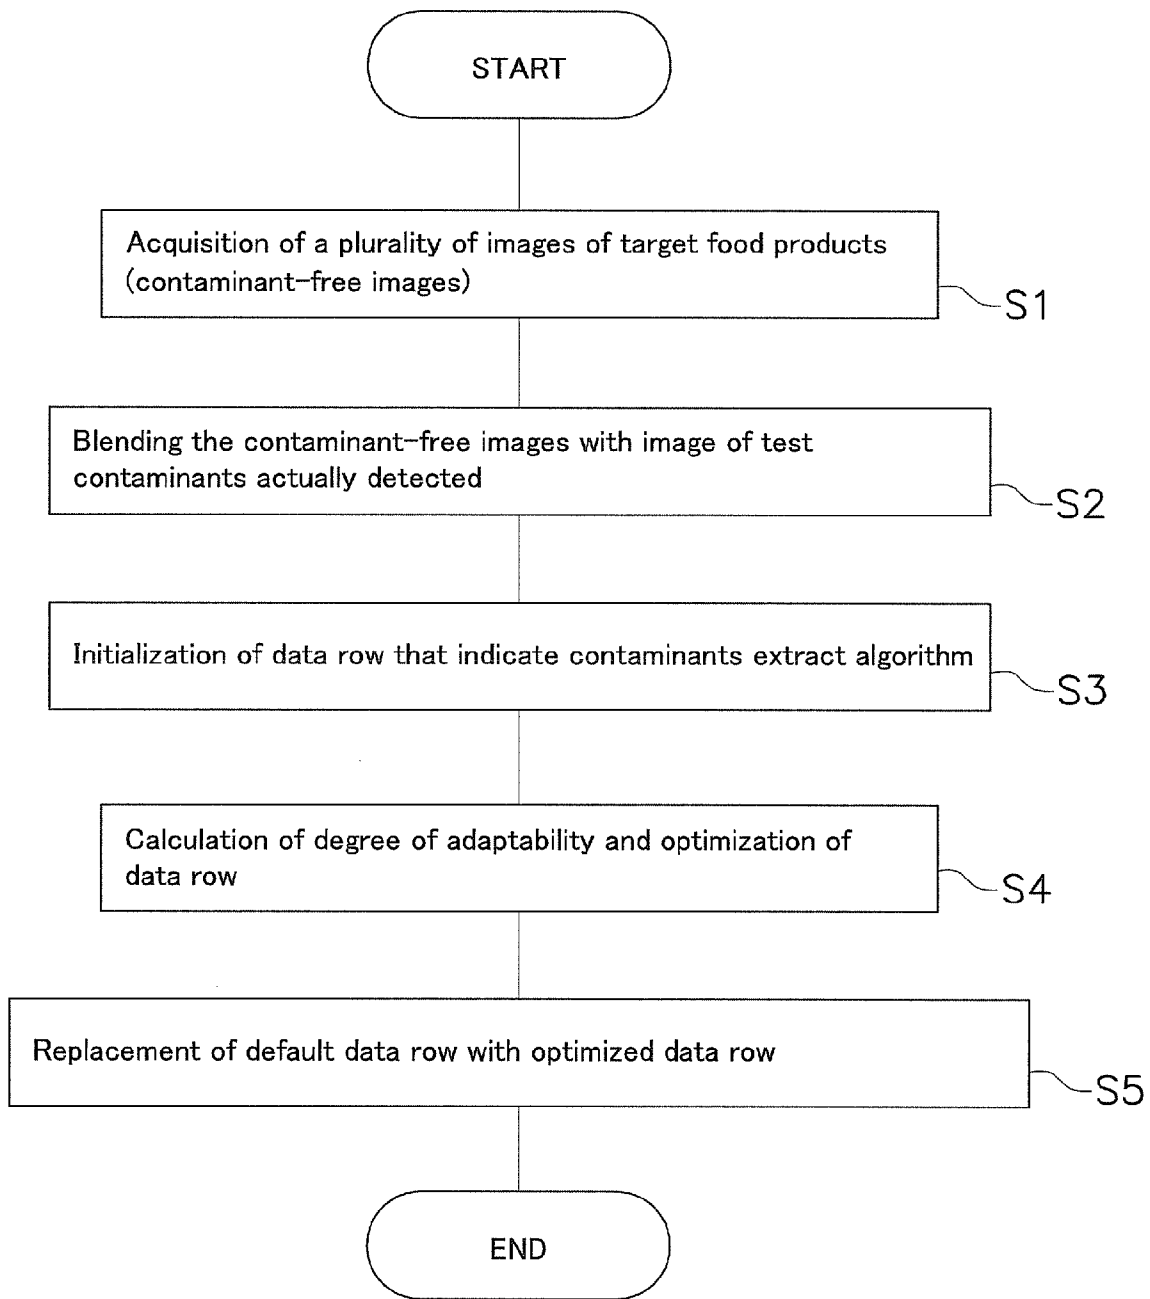 START
Acquisition of a plurality of images of target food products
(contaminant-free images)
S1
Blending the contaminant-free images with image of test
contaminants actually detected
S2
Initialization of data row that indicate contaminants extract algorithm
S3
Calculation of degree of adaptability and optimization of
data row
S4
Replacement of default data row with optimized data row
S5
END